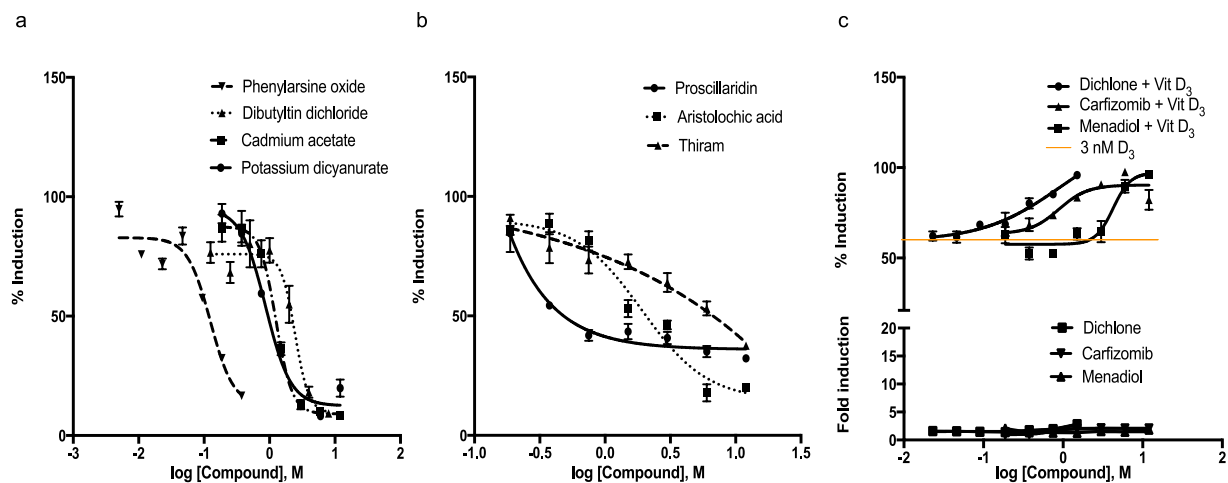 a
b
c
150
100
50
0
% Induction
-3
-2
-1
0
1
2
log [Compound], M
Phenylarsine oxide
Dibutyltin dichloride
Cadmium acetate
Potassium dicyanurate
150
100
50
0
% Induction
-1.0
-0.5
0.0
0.5
1.0
1.5
log [Compound], M
Proscillaridin
Aristolochic acid
Thiram
150
100
50
% Induction
20
15
10
5
0
Fold induction
-2
-1
0
1
2
log [Compound], M
Dichlone + Vit D3
Carfizomib + Vit D3
Menadiol + Vit D3
3 nM D3
Dichlone
Carfizomib
Menadiol